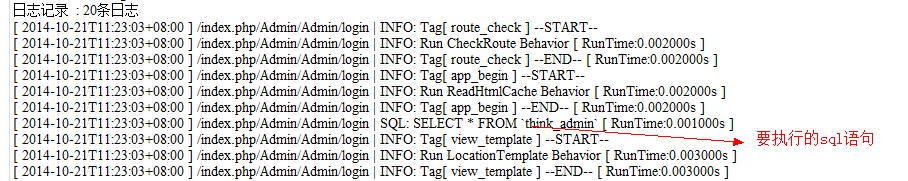 日志记录 : 20条日志
[ 2014-10-21T11:23:03+08:00 ] /index.php/Admin/Admin/login | INFO: Tag[ route_check ] --START--
[ 2014-10-21T11:23:03+08:00 ] /index.php/Admin/Admin/login | INFO: Run CheckRoute Behavior [ RunTime:0.002000s ]
[ 2014-10-21T11:23:03+08:00 ] /index.php/Admin/Admin/login | INFO: Tag[ route_check ] --END-- [ RunTime:0.002000s ]
[ 2014-10-21T11:23:03+08:00 ] /index.php/Admin/Admin/login | INFO: Tag[ app_begin ] --START--
[ 2014-10-21T11:23:03+08:00 ] /index.php/Admin/Admin/login | INFO: Run ReadHtmlCache Behavior [ RunTime:0.002000s ]
[ 2014-10-21T11:23:03+08:00 ] /index.php/Admin/Admin/login | INFO: Tag[ app_begin ] --END-- [ RunTime:0.002000s ]
[ 2014-10-21T11:23:03+08:00 ] /index.php/Admin/Admin/login | SQL: SELECT * FROM `think_admin` [ RunTime:0.001000s ]
要执行的sql语句
[ 2014-10-21T11:23:03+08:00 ] /index.php/Admin/Admin/login | INFO: Tag[ view_template ] --START--
[ 2014-10-21T11:23:03+08:00 ] /index.php/Admin/Admin/login | INFO: Run LocationTemplate Behavior [ RunTime:0.003000s ]
[ 2014-10-21T11:23:03+08:00 ] /index.php/Admin/Admin/login | INFO: Tag[ view_template ] --END-- [ RunTime:0.003000s ]